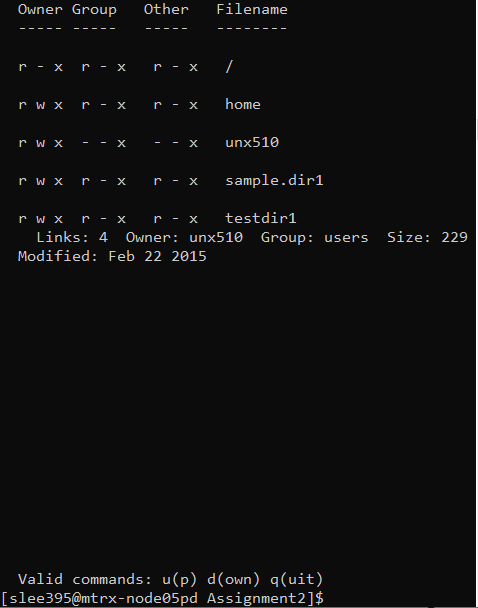 Owner Group   Other   Filename
----- -----   -----   --------
r - x  r - x   r - x   /
r w x  r - x   r - x   home
r w x  - - x   - - x   unx510
r w x  r - x   r - x   sample.dir1
r w x  r - x   r - x   testdir1
Links: 4  Owner: unx510  Group: users  Size: 229
Modified: Feb 22 2015
Valid commands: u(p) d(own) q(uit)
[slee395@mtrx-node05pd Assignment2]$